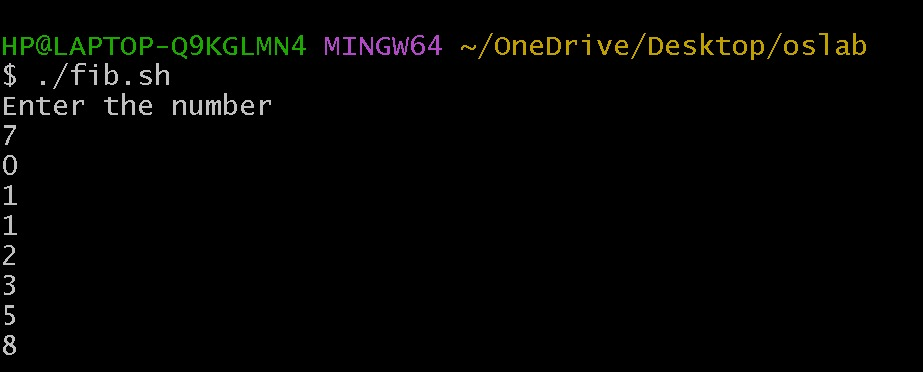 HP@LAPTOP-Q9KGLMN4 MINGW64 ~/OneDrive/Desktop/oslab
$ ./fib.sh
Enter the number
7
0
1
1
2
3
5
8